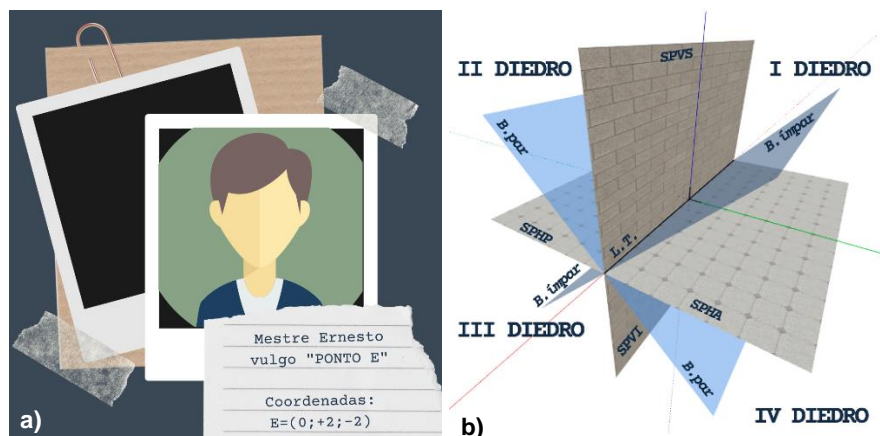 Mestre Ernesto
vulgo "PONTO E"
Coordenadas:
E=(0;+2;-2)
a)
II DIEDRO
I DIEDRO
SPVS
B.par
B.ímpar
SPHP
L.T.
B.ímpar
SPHA
III DIEDRO
SPVI
B.par
IV DIEDRO
b)